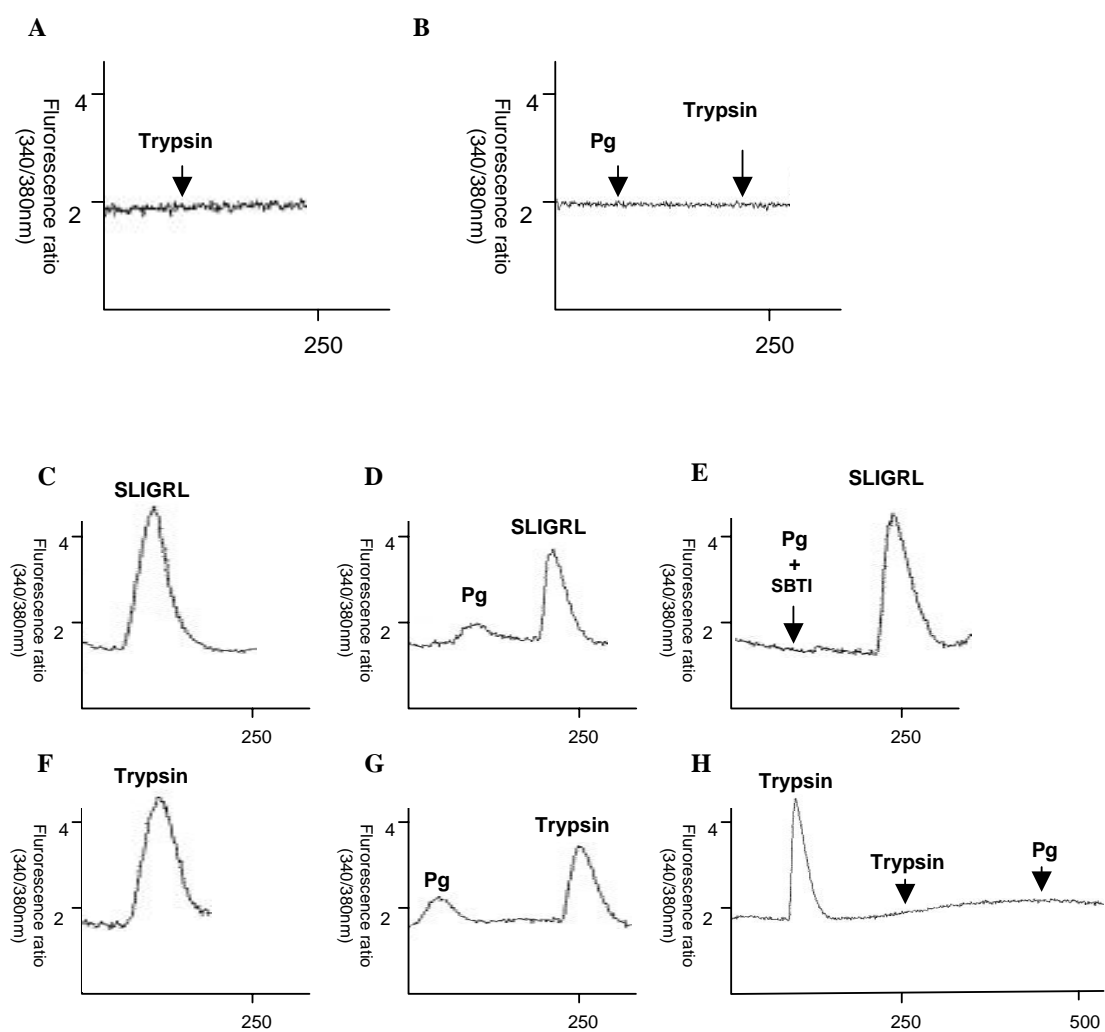 A
Flurorescence ratio
(340/380nm)
4
2
Trypsin
250
B
Flurorescence ratio
(340/380nm)
4
2
Pg
Trypsin
250
C
Flurorescence ratio
(340/380nm)
4
2
SLIGRL
250
D
Flurorescence ratio
(340/380nm)
4
2
Pg
SLIGRL
250
E
Flurorescence ratio
(340/380nm)
4
2
Pg
+
SBTI
SLIGRL
250
F
Flurorescence ratio
(340/380nm)
4
2
Trypsin
250
G
Flurorescence ratio
(340/380nm)
4
2
Pg
Trypsin
250
H
Flurorescence ratio
(340/380nm)
4
2
Trypsin
Trypsin
Pg
250
500